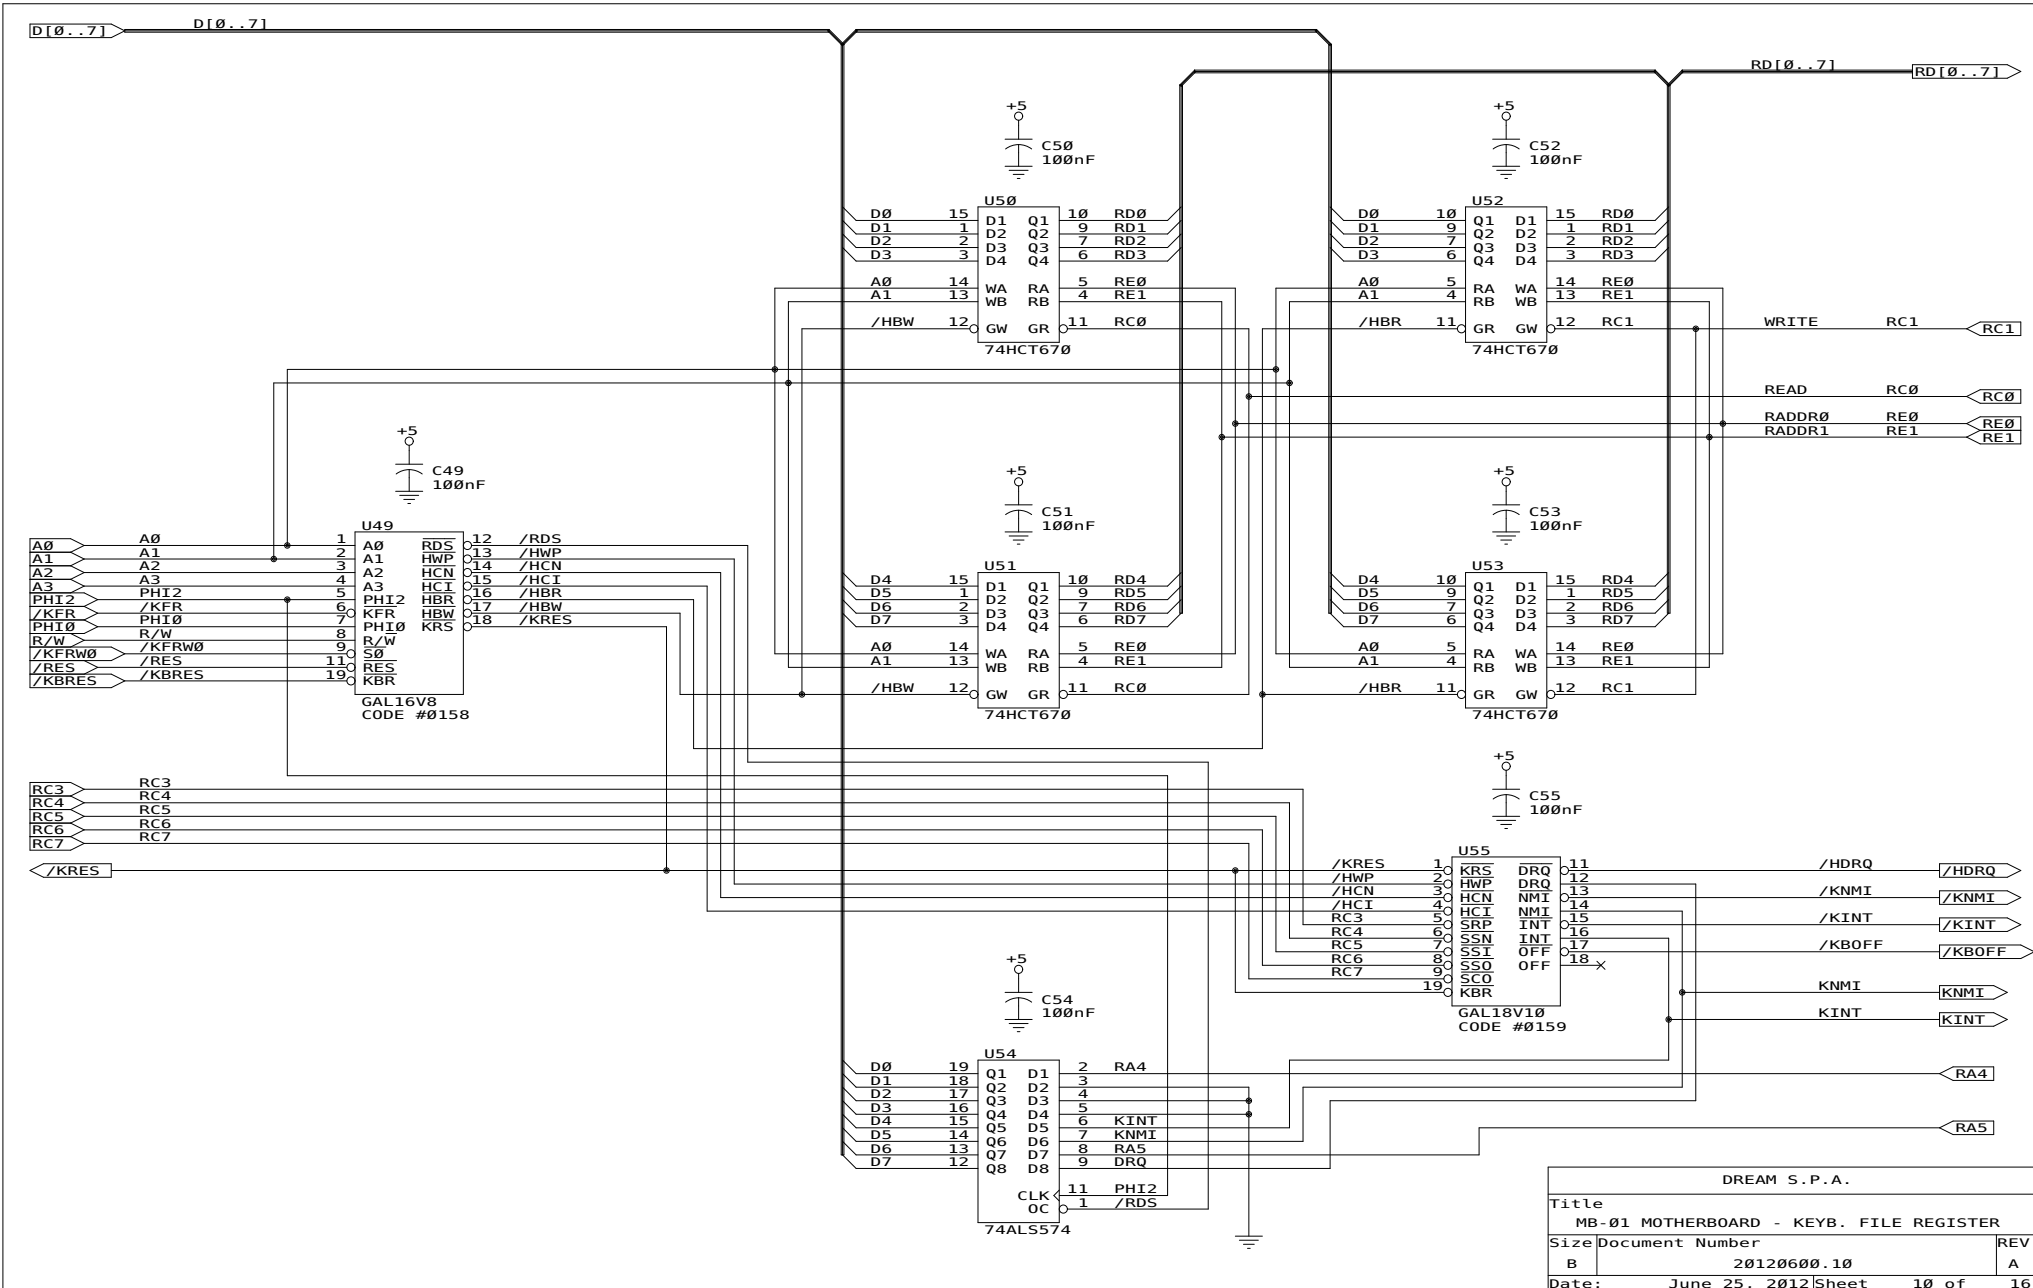 D[Ø..7] D[Ø..7]
RD[Ø..7] RD[Ø..7]
+5
C5Ø
1ØØnF
+5
C52
1ØØnF
U5Ø
DØ 15 D1 Q1 1Ø RDØ
D1 1 D2 Q2 9 RD1
D2 2 D3 Q3 7 RD2
D3 3 D4 Q4 6 RD3
AØ 14 WA RA 5 REØ
A1 13 WB RB 4 RE1
/HBW 12 GW GR 11 RCØ
74HCT67Ø
U52
DØ 1Ø Q1 D1 15 RDØ
D1 9 Q2 D2 1 RD1
D2 7 Q3 D3 2 RD2
D3 6 Q4 D4 3 RD3
AØ 5 RA WA 14 REØ
A1 4 RB WB 13 RE1
/HBR 11 GR GW 12 RC1
74HCT67Ø
WRITE RC1 RC1
READ RCØ RCØ
RADDRØ REØ REØ
RADDR1 RE1 RE1
+5
C49
1ØØnF
+5
C51
1ØØnF
+5
C53
1ØØnF
U49
AØ AØ 1 AØ RDS 12 /RDS
A1 A1 2 A1 HWP 13 /HWP
A2 A2 3 A2 HCN 14 /HCN
A3 A3 4 A3 HCI 15 /HCI
PHI2 PHI2 5 PHI2 HBR 16 /HBR
/KFR /KFR 6 KFR HBW 17 /HBW
PHIØ PHIØ 7 PHIØ KRS 18 /KRES
R/W R/W 8 R/W
/KFRWØ /KFRWØ 9 SØ
/RES /RES 11 RES
/KBRES /KBRES 19 KBR
GAL16V8
CODE #Ø158
U51
D4 15 D1 Q1 1Ø RD4
D5 1 D2 Q2 9 RD5
D6 2 D3 Q3 7 RD6
D7 3 D4 Q4 6 RD7
AØ 14 WA RA 5 REØ
A1 13 WB RB 4 RE1
/HBW 12 GW GR 11 RCØ
74HCT67Ø
U53
D4 1Ø Q1 D1 15 RD4
D5 9 Q2 D2 1 RD5
D6 7 Q3 D3 2 RD6
D7 6 Q4 D4 3 RD7
AØ 5 RA WA 14 REØ
A1 4 RB WB 13 RE1
/HBR 11 GR GW 12 RC1
74HCT67Ø
+5
C55
1ØØnF
RC3 RC3
RC4 RC4
RC5 RC5
RC6 RC6
RC7 RC7
/KRES
U55
/KRES 1 KRS DRQ 11 /HDRQ /HDRQ
/HWP 2 HWP DRQ 12
/HCN 3 HCN NMI 13 /KNMI /KNMI
/HCI 4 HCI NMI 14
RC3 5 SRP INT 15 /KINT /KINT
RC4 6 SSN INT 16
RC5 7 SSI OFF 17 /KBOFF /KBOFF
RC6 8 SSO OFF 18
RC7 9 SCO
19 KBR
GAL18V1Ø
CODE #Ø159
KNMI KNMI
KINT KINT
+5
C54
1ØØnF
U54
DØ 19 Q1 D1 2 RA4 RA4
D1 18 Q2 D2 3
D2 17 Q3 D3 4
D3 16 Q4 D4 5
D4 15 Q5 D5 6 KINT
D5 14 Q6 D6 7 KNMI
D6 13 Q7 D7 8 RA5 RA5
D7 12 Q8 D8 9 DRQ
CLK 11 PHI2
OC 1 /RDS
74ALS574
DREAM S.P.A.
Title
MB-Ø1 MOTHERBOARD - KEYB. FILE REGISTER
Size Document Number REV
B 2Ø12Ø6ØØ.1Ø A
Date: June 25, 2Ø12 Sheet 1Ø of 16